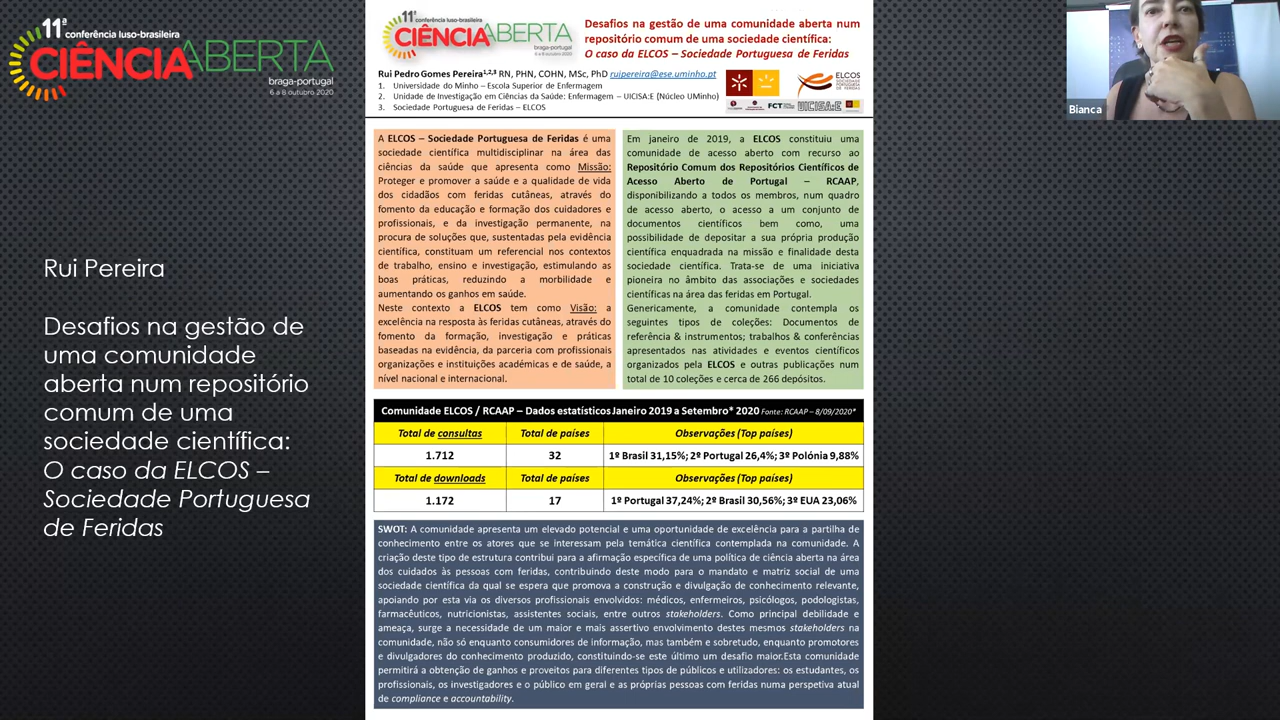 11ª
conferência luso-brasileira
CIÊNCIAABERTA
braga-portugal
6 a 8 outubro 2020
Rui Pereira
Desafios na gestão de
uma comunidade
aberta num repositório
comum de uma
sociedade científica:
O caso da ELCOS –
Sociedade Portuguesa
de Feridas
11ª
conferência luso-brasileira
CIÊNCIAABERTA
braga-portugal
6 a 8 outubro 2020
Desafios na gestão de uma comunidade aberta num
repositório comum de uma sociedade científica:
O caso da ELCOS – Sociedade Portuguesa de Feridas
Rui Pedro Gomes Pereira1,2,3 RN, PHN, COHN, MSc, PhD ruipereira@ese.uminho.pt
1. Universidade do Minho – Escola Superior de Enfermagem
2. Unidade de Investigação em Ciências da Saúde: Enfermagem – UICISA:E (Núcleo UMinho)
3. Sociedade Portuguesa de Feridas – ELCOS
ELCOS
SOCIEDADE
PORTUGUESA
DE FERIDAS
FCT
UICISA:E
A ELCOS – Sociedade Portuguesa de Feridas é uma
sociedade científica multidisciplinar na área das
ciências da saúde que apresenta como Missão:
Proteger e promover a saúde e a qualidade de vida
dos cidadãos com feridas cutâneas, através do
fomento da educação e formação dos cuidadores e
profissionais, e da investigação permanente, na
procura de soluções que, sustentadas pela evidência
científica, constituam um referencial nos contextos
de trabalho, ensino e investigação, estimulando as
boas práticas, reduzindo a morbilidade e
aumentando os ganhos em saúde.
Neste contexto a ELCOS tem como Visão: a
excelência na resposta às feridas cutâneas, através do
fomento da formação, investigação e práticas
baseadas na evidência, da parceria com profissionais
organizações e instituições académicas e de saúde, a
nível nacional e internacional.
Em janeiro de 2019, a ELCOS constituiu uma
comunidade de acesso aberto com recurso ao
Repositório Comum dos Repositórios Científicos de
Acesso Aberto de Portugal – RCAAP,
disponibilizando a todos os membros, num quadro
de acesso aberto, o acesso a um conjunto de
documentos científicos bem como, uma
possibilidade de depositar a sua própria produção
científica enquadrada na missão e finalidade desta
sociedade científica. Trata-se de uma iniciativa
pioneira no âmbito das associações e sociedades
científicas na área das feridas em Portugal.
Genericamente, a comunidade contempla os
seguintes tipos de coleções: Documentos de
referência & instrumentos; trabalhos & conferências
apresentados nas atividades e eventos científicos
organizados pela ELCOS e outras publicações num
total de 10 coleções e cerca de 266 depósitos.
Comunidade ELCOS / RCAAP – Dados estatísticos Janeiro 2019 a Setembro* 2020 Fonte: RCAAP – 8/09/2020*
Total de consultas Total de países Observações (Top países)
1.712 32 1º Brasil 31,15%; 2º Portugal 26,4%; 3º Polónia 9,88%
Total de downloads Total de países Observações (Top países)
1.172 17 1º Portugal 37,24%; 2º Brasil 30,56%; 3º EUA 23,06%
SWOT: A comunidade apresenta um elevado potencial e uma oportunidade de excelência para a partilha de
conhecimento entre os atores que se interessam pela temática científica contemplada na comunidade. A
criação deste tipo de estrutura contribui para a afirmação específica de uma política de ciência aberta na área
dos cuidados às pessoas com feridas, contribuindo deste modo para o mandato e matriz social de uma
sociedade científica da qual se espera que promova a construção e divulgação de conhecimento relevante,
apoiando por esta via os diversos profissionais envolvidos: médicos, enfermeiros, psicólogos, podologistas,
farmacêuticos, nutricionistas, assistentes sociais, entre outros stakeholders. Como principal debilidade e
ameaça, surge a necessidade de um maior e mais assertivo envolvimento destes mesmos stakeholders na
comunidade, não só enquanto consumidores de informação, mas também e sobretudo, enquanto promotores
e divulgadores do conhecimento produzido, constituindo-se este último um desafio maior.Esta comunidade
permitirá a obtenção de ganhos e proveitos para diferentes tipos de públicos e utilizadores: os estudantes, os
profissionais, os investigadores e o público em geral e as próprias pessoas com feridas numa perspetiva atual
de compliance e accountability.
Bianca